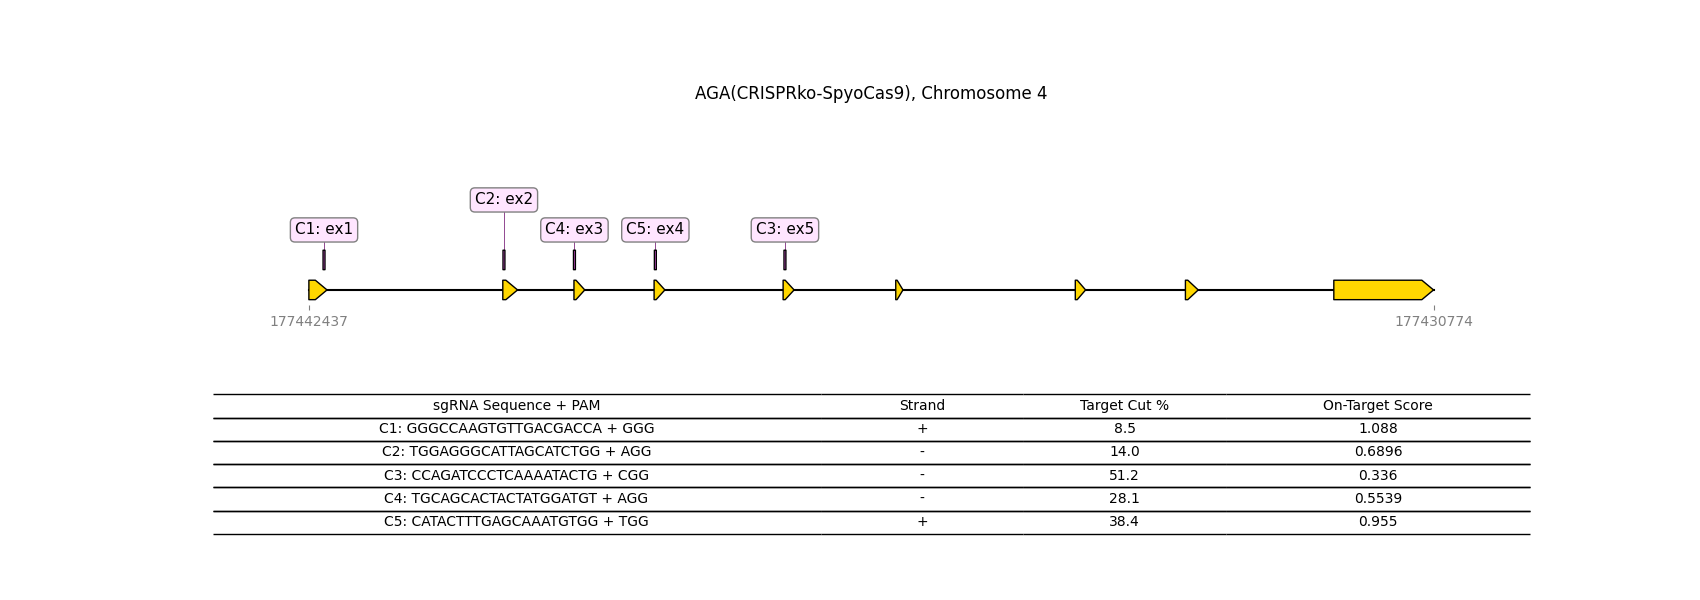 AGA(CRISPRko-SpyoCas9), Chromosome 4
C2: ex2
C1: ex1 C4: ex3 C5: ex4 C3: ex5
177442437 177430774
sgRNA Sequence + PAM Strand Target Cut % On-Target Score
C1: GGGCCAAGTGTTGACGACCA + GGG + 8.5 1.088
C2: TGGAGGGCATTAGCATCTGG + AGG - 14.0 0.6896
C3: CCAGATCCCTCAAAATACTG + CGG - 51.2 0.336
C4: TGCAGCACTACTATGGATGT + AGG - 28.1 0.5539
C5: CATACTTTGAGCAAATGTGG + TGG + 38.4 0.955